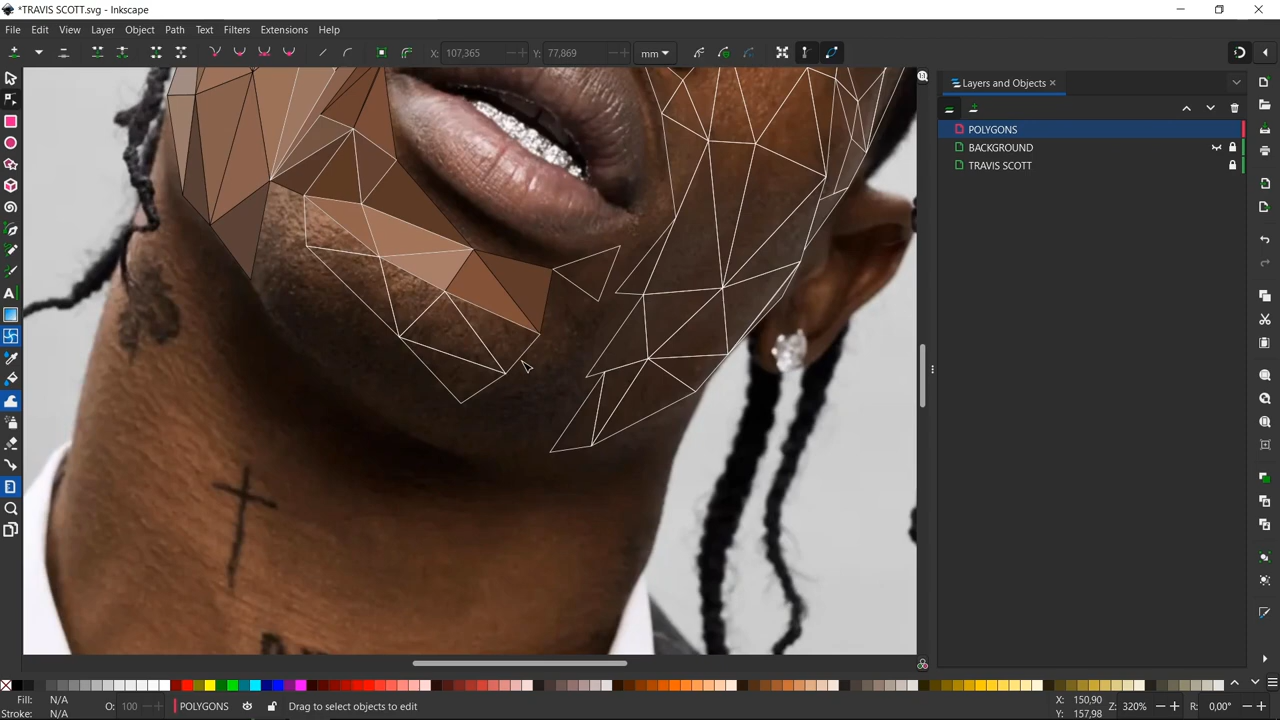 *TRAVIS SCOTT.svg - Inkscape
File Edit View Layer Object Path Text Filters Extensions Help
X: 107,365 Y: 77,869 mm
Layers and Objects
POLYGONS
BACKGROUND
TRAVIS SCOTT
Fill: N/A
Stroke: N/A
O: 100
POLYGONS
Drag to select objects to edit
X: 150,90
Y: 157,98
Z: 320%
R: 0,00°